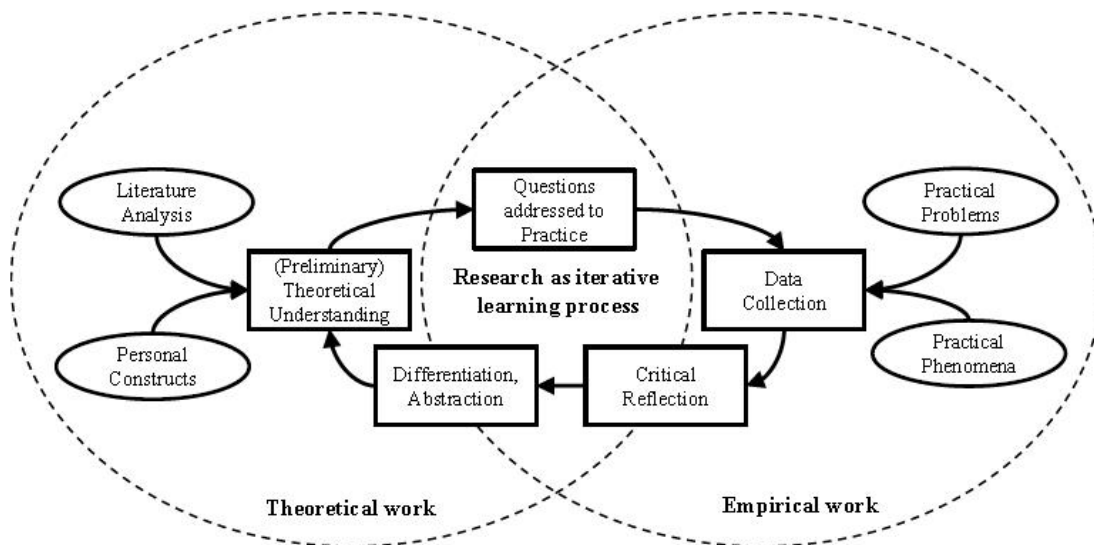 Literature
Analysis
Questions
addressed to
Practice
Practical
Problems
(Preliminary)
Theoretical
Understanding
Research as iterative
learning process
Data
Collection
Personal
Constructs
Differentiation,
Abstraction
Critical
Reflection
Practical
Phenomena
Theoretical work
Empirical work